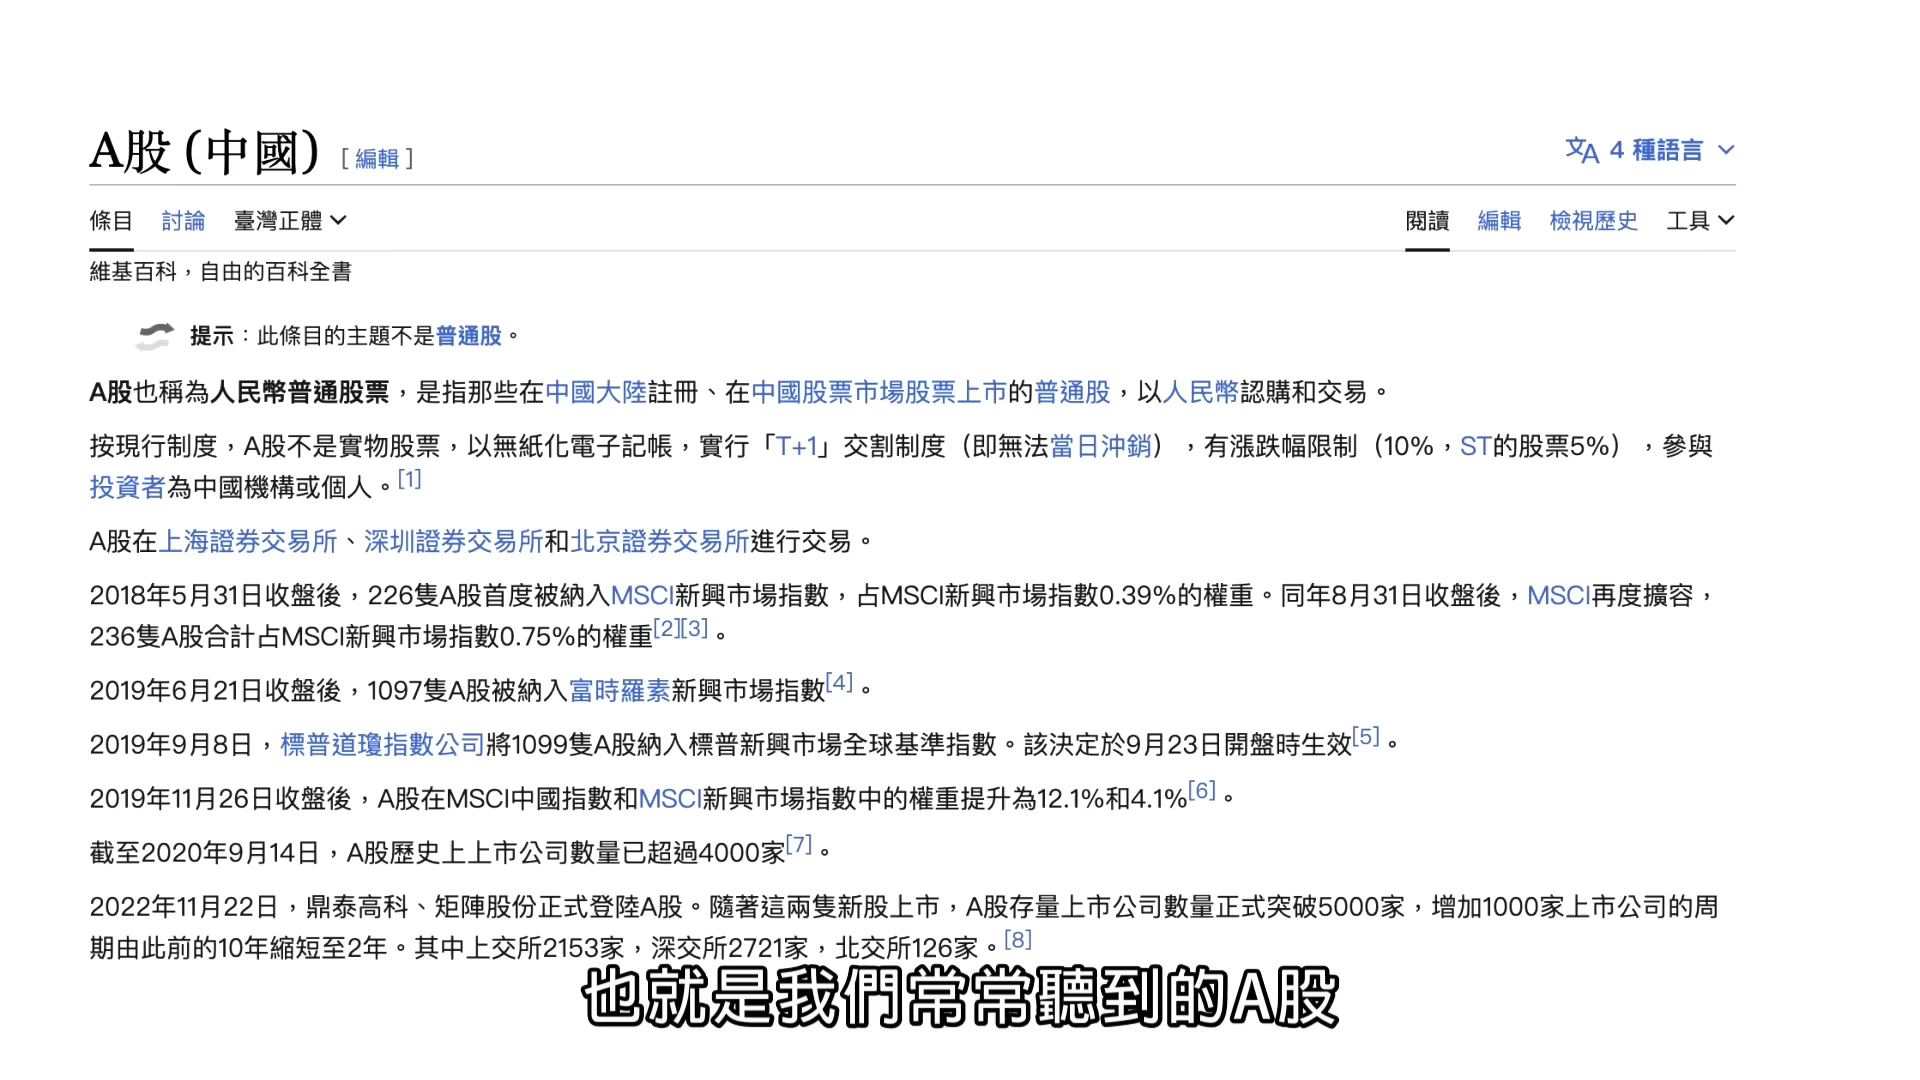 A股 (中國) [ 編輯 ]
文A 4 種語言
條目 討論 臺灣正體 閱讀 編輯 檢視歷史 工具
維基百科，自由的百科全書
提示：此條目的主題不是普通股。
A股也稱為人民幣普通股票，是指那些在中國大陸註冊、在中國股票市場股票上市的普通股，以人民幣認購和交易。
按現行制度，A股不是實物股票，以無紙化電子記帳，實行「T+1」交割制度（即無法當日沖銷），有漲跌幅限制（10%，ST的股票5%），參與
投資者為中國機構或個人。[1]
A股在上海證券交易所、深圳證券交易所和北京證券交易所進行交易。
2018年5月31日收盤後，226隻A股首度被納入MSCI新興市場指數，占MSCI新興市場指數0.39%的權重。同年8月31日收盤後，MSCI再度擴容，
236隻A股合計占MSCI新興市場指數0.75%的權重[2][3]。
2019年6月21日收盤後，1097隻A股被納入富時羅素新興市場指數[4]。
2019年9月8日，標普道瓊指數公司將1099隻A股納入標普新興市場全球基準指數。該決定於9月23日開盤時生效[5]。
2019年11月26日收盤後，A股在MSCI中國指數和MSCI新興市場指數中的權重提升為12.1%和4.1%[6]。
截至2020年9月14日，A股歷史上上市公司數量已超過4000家[7]。
2022年11月22日，鼎泰高科、矩陣股份正式登陸A股。隨著這兩隻新股上市，A股存量上市公司數量正式突破5000家，增加1000家上市公司的周
期由此前的10年縮短至2年。其中上交所2153家，深交所2721家，北交所126家。[8]
也就是我們常常聽到的A股